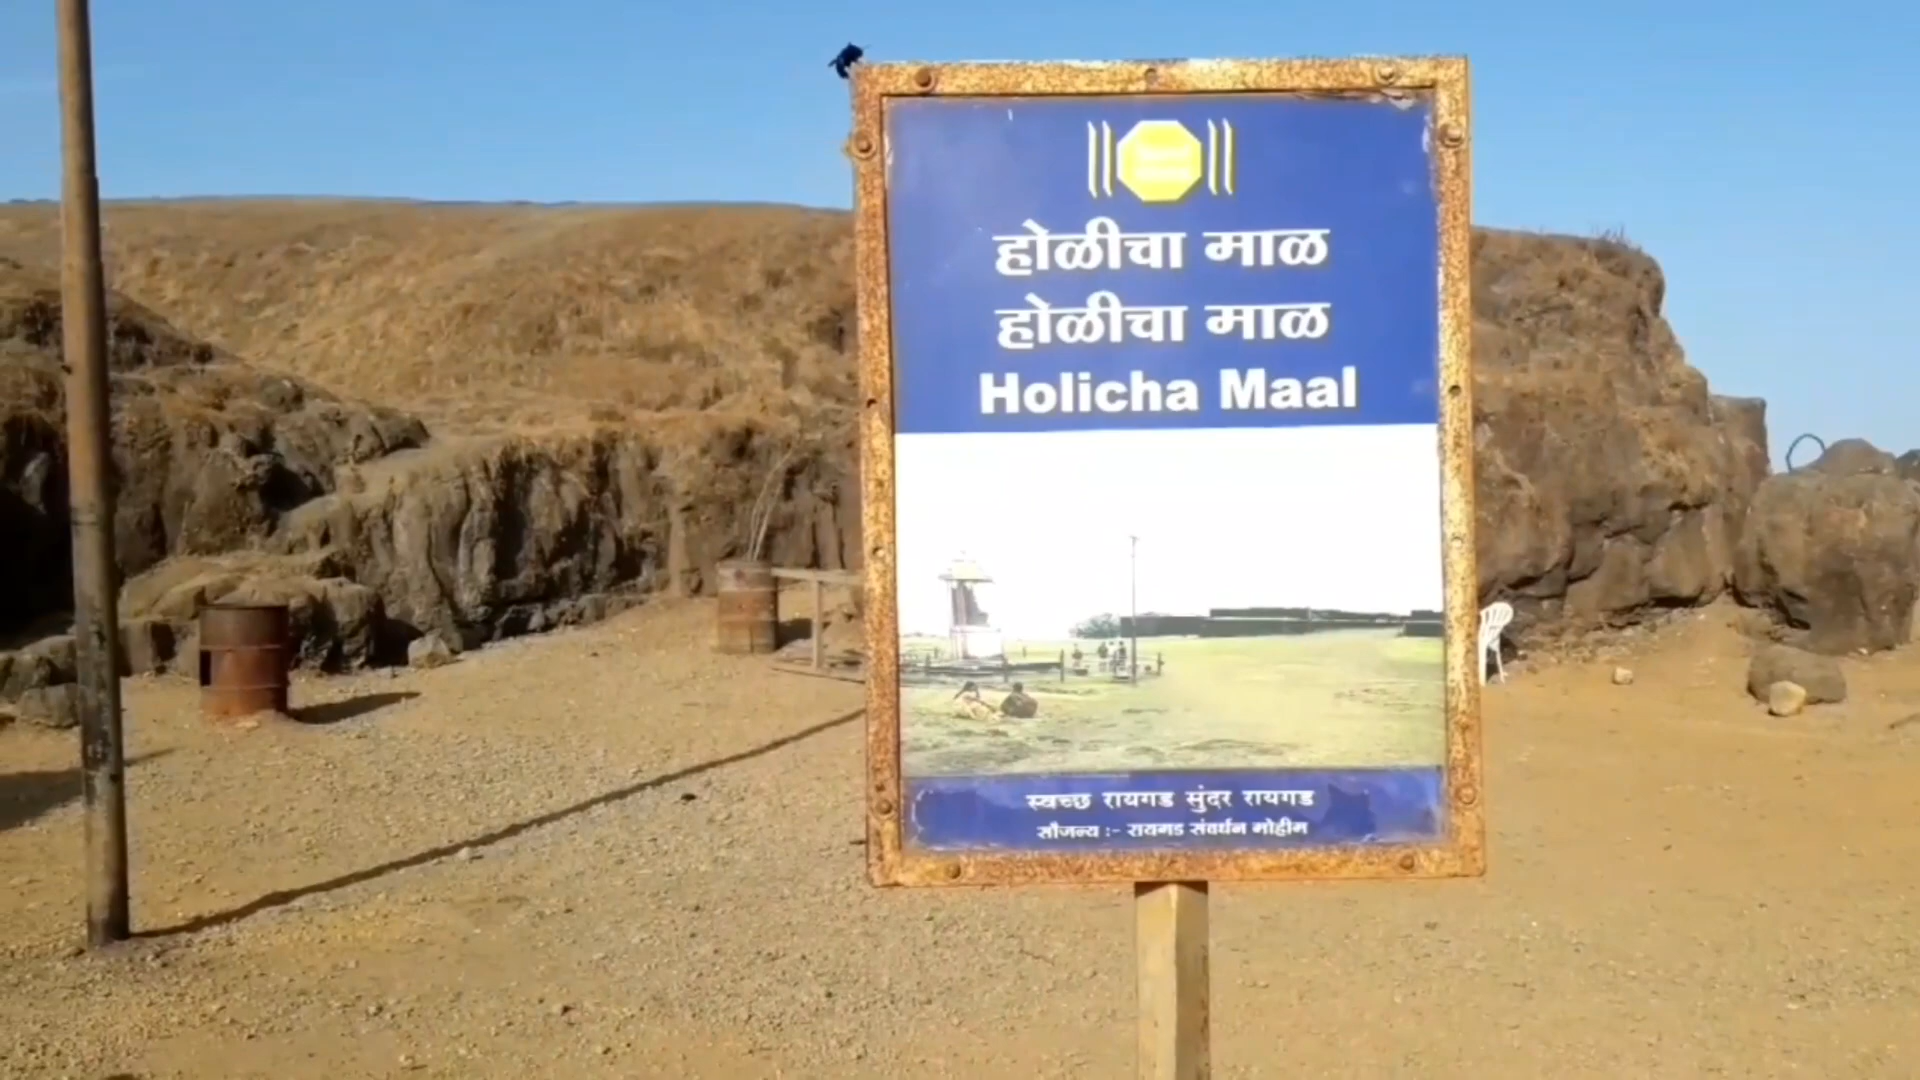 होळीचा माळ
होळीचा माळ
Holicha Maal
स्वच्छ रायगड सुंदर रायगड
सौजन्य :- रायगड संवर्धन मोहीम